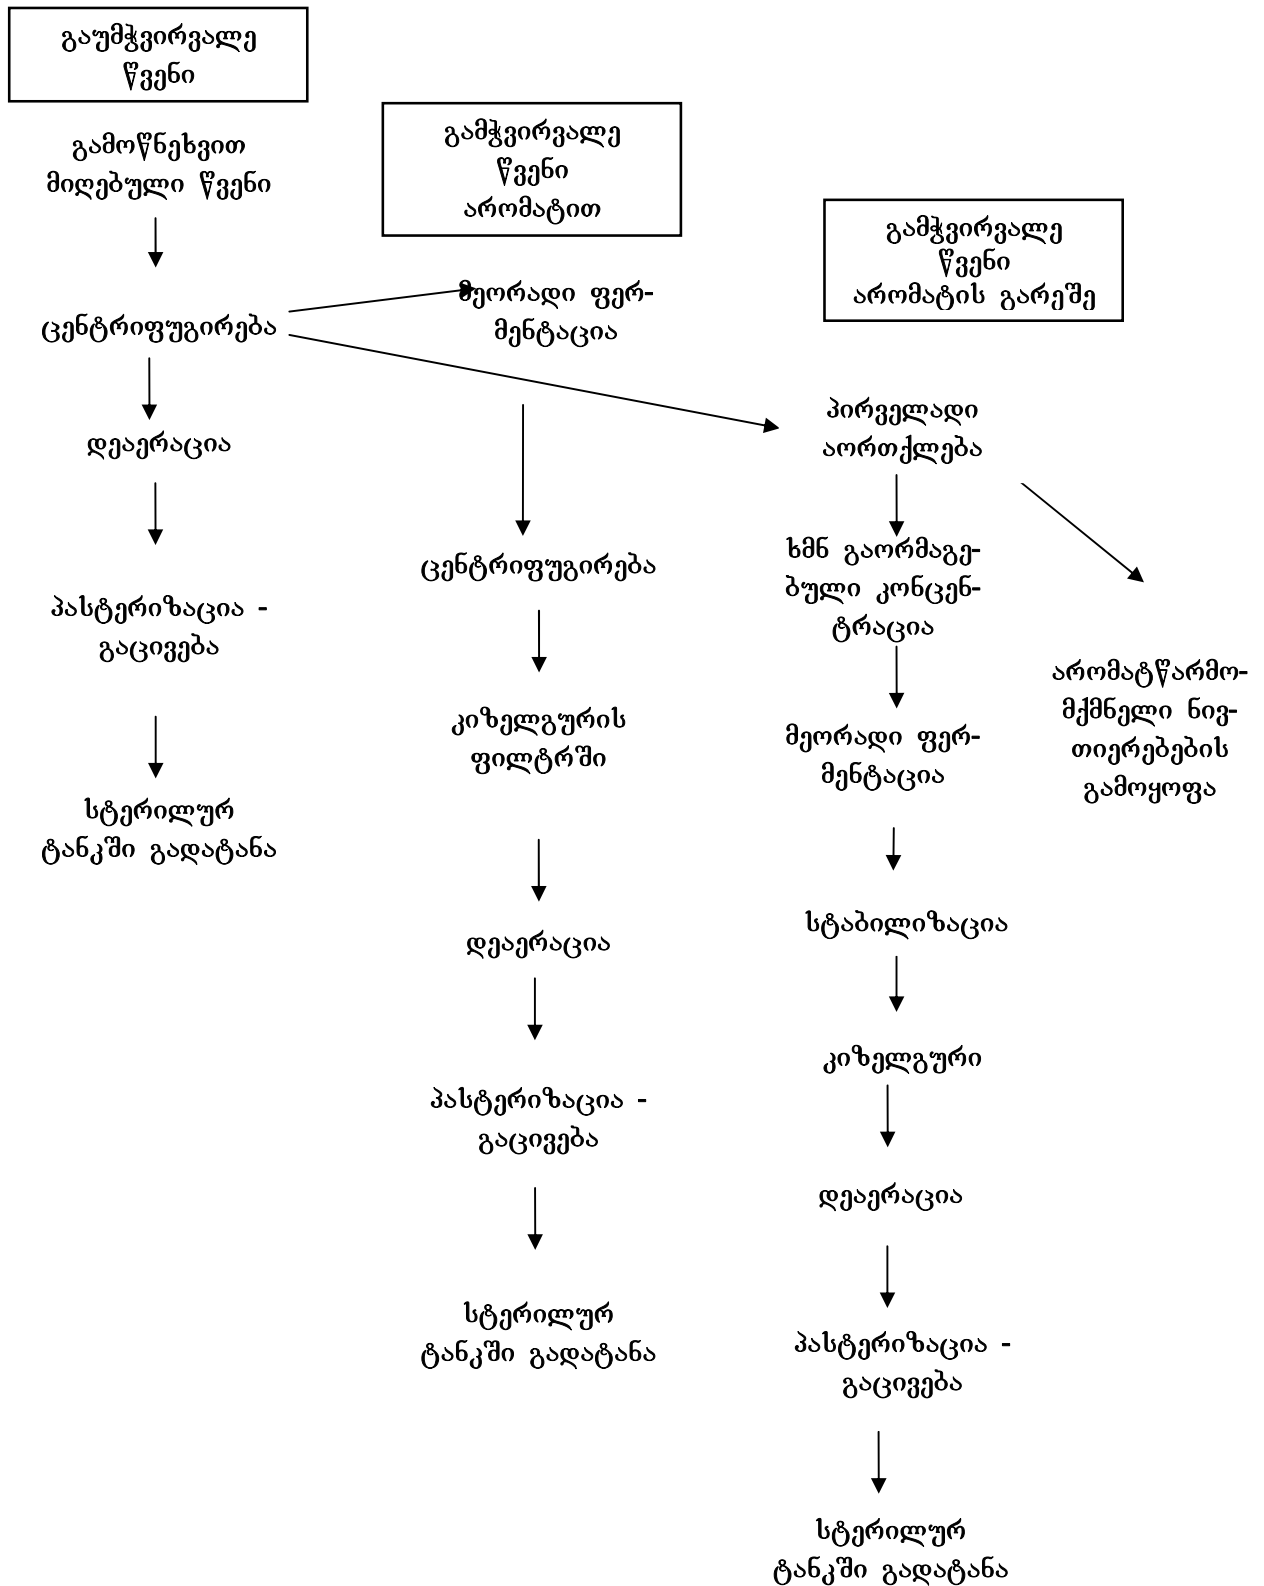 გაუმჭვირვალე
წვენი
გამოწნეხვით
მიღებული წვენი
ცენტრიფუგირება
დეაერაცია
პასტერიზაცია -
გაცივება
სტერილურ
ტანკში გადატანა
გამჭვირვალე
წვენი
არომატით
მეორადი ფერ-
მენტაცია
ცენტრიფუგირება
კიზელგურის
ფილტრში
დეაერაცია
პასტერიზაცია -
გაცივება
სტერილურ
ტანკში გადატანა
გამჭვირვალე
წვენი
არომატის გარეშე
პირველადი
აორთქლება
ხმნ გაორმაგე-
ბული კონცენ-
ტრაცია
მეორადი ფერ-
მენტაცია
სტაბილიზაცია
კიზელგური
დეაერაცია
პასტერიზაცია -
გაცივება
სტერილურ
ტანკში გადატანა
არომატწარმო-
მქმნელი ნივ-
თიერებების
გამოყოფა